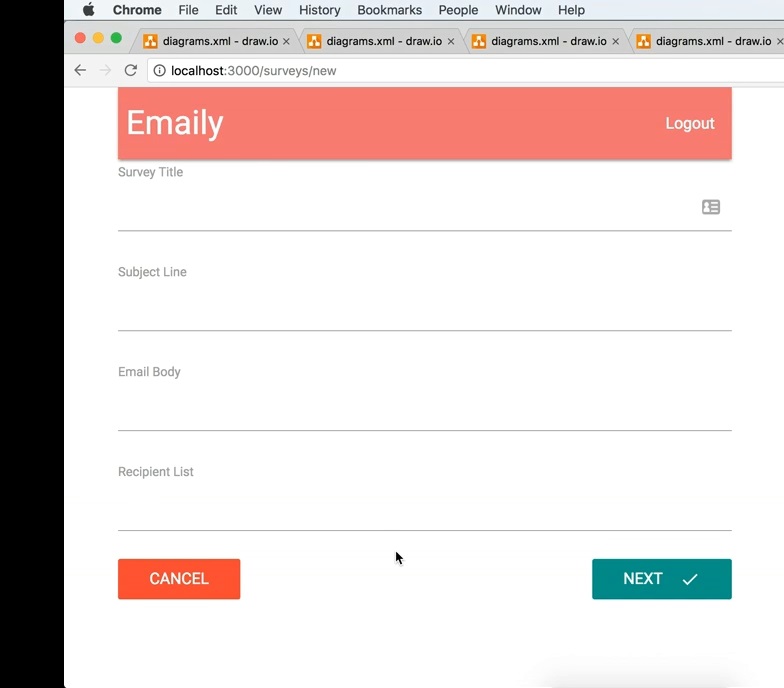 Chrome File Edit View History Bookmarks People Window Help
diagrams.xml - draw.io × diagrams.xml - draw.io × diagrams.xml - draw.io × diagrams.xml - draw.io ×
localhost:3000/surveys/new
Emaily Logout
Survey Title
Subject Line
Email Body
Recipient List
CANCEL NEXT